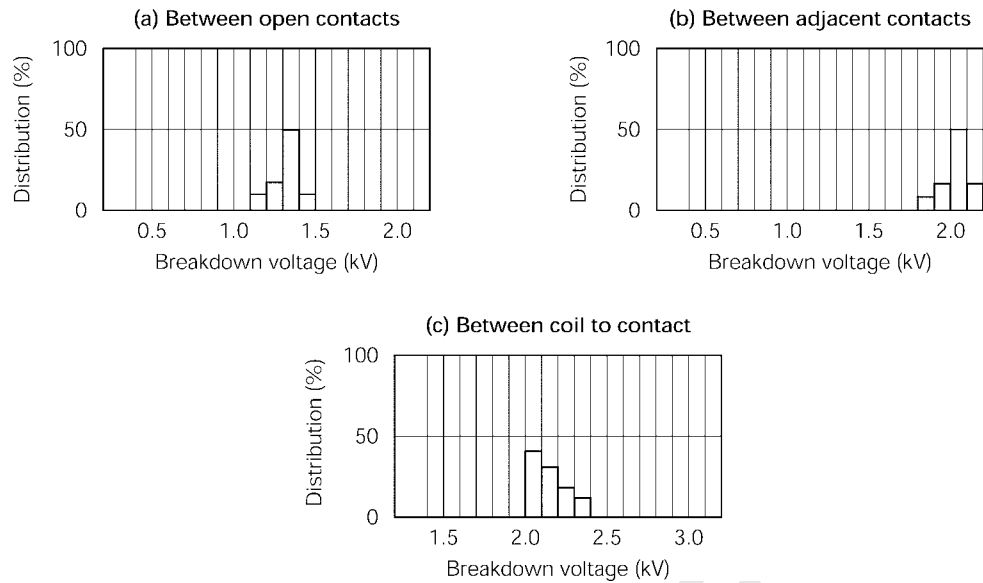 (a) Between open contacts
100
50
0
Distribution (%)
0.5 1.0 1.5 2.0
Breakdown voltage (kV)
(b) Between adjacent contacts
100
50
0
Distribution (%)
0.5 1.0 1.5 2.0
Breakdown voltage (kV)
(c) Between coil to contact
100
50
0
Distribution (%)
1.5 2.0 2.5 3.0
Breakdown voltage (kV)